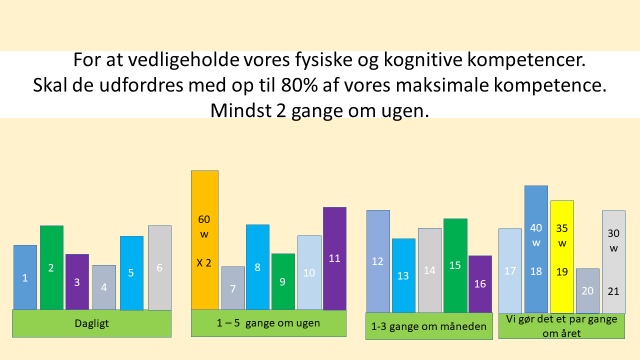 For at vedligeholde vores fysiske og kognitive kompetencer.
Skal de udfordres med op til 80% af vores maksimale kompetence.
Mindst 2 gange om ugen.
1
2
3
4
5
6
Dagligt
60
w
X 2
7
8
9
10
11
1 – 5 gange om ugen
12
13
14
15
16
1-3 gange om måneden
17
40
w
18
35
w
19
20
30
w
21
Vi gør det et par gange
om året